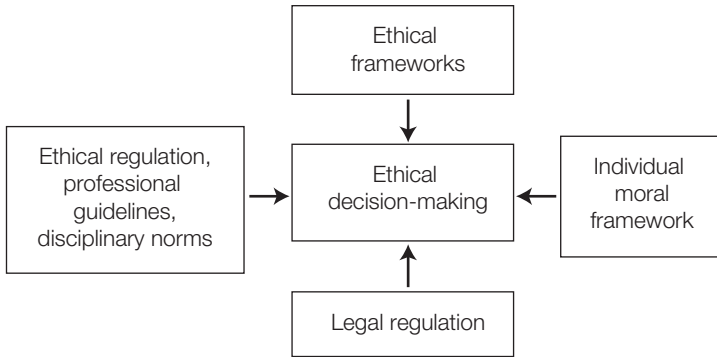 Ethical
frameworks
Ethical regulation,
professional
guidelines,
disciplinary norms
Ethical
decision-making
Individual
moral
framework
Legal regulation